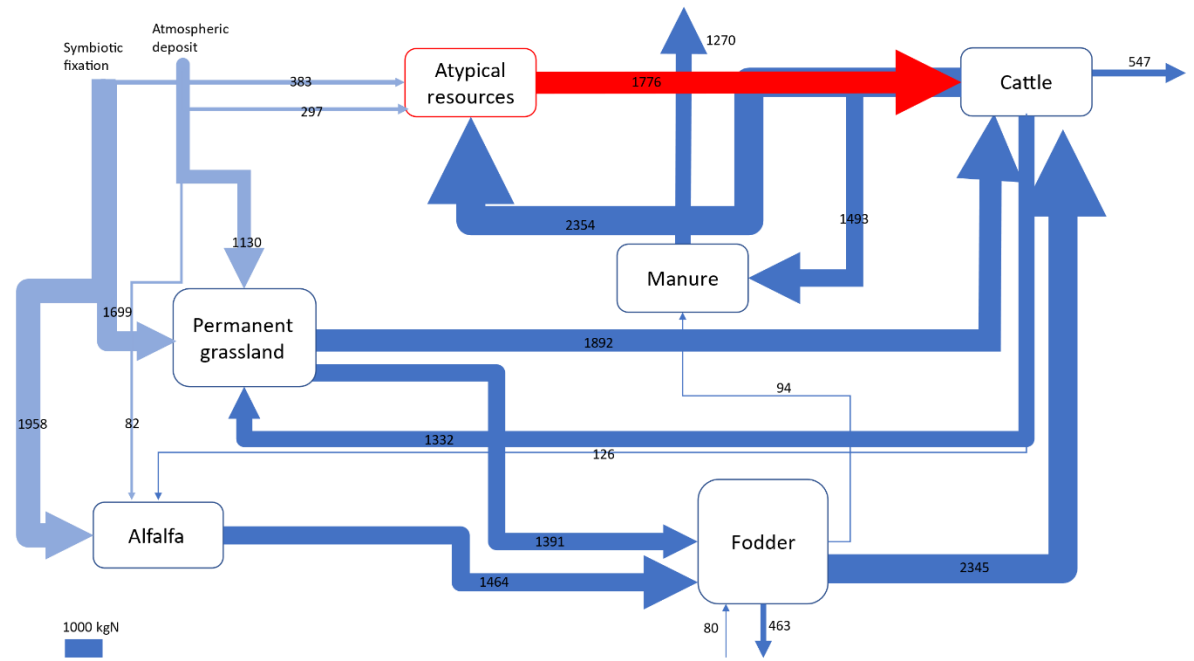 Atmospheric
deposit
Symbiotic
fixation
383
297
Atypical
resources
1776
1270
Cattle
547
2354
1493
1130
Manure
1699
Permanent
grassland
1892
94
1958
82
1332
126
Alfalfa
1391
Fodder
1464
2345
1000 kgN
80
463